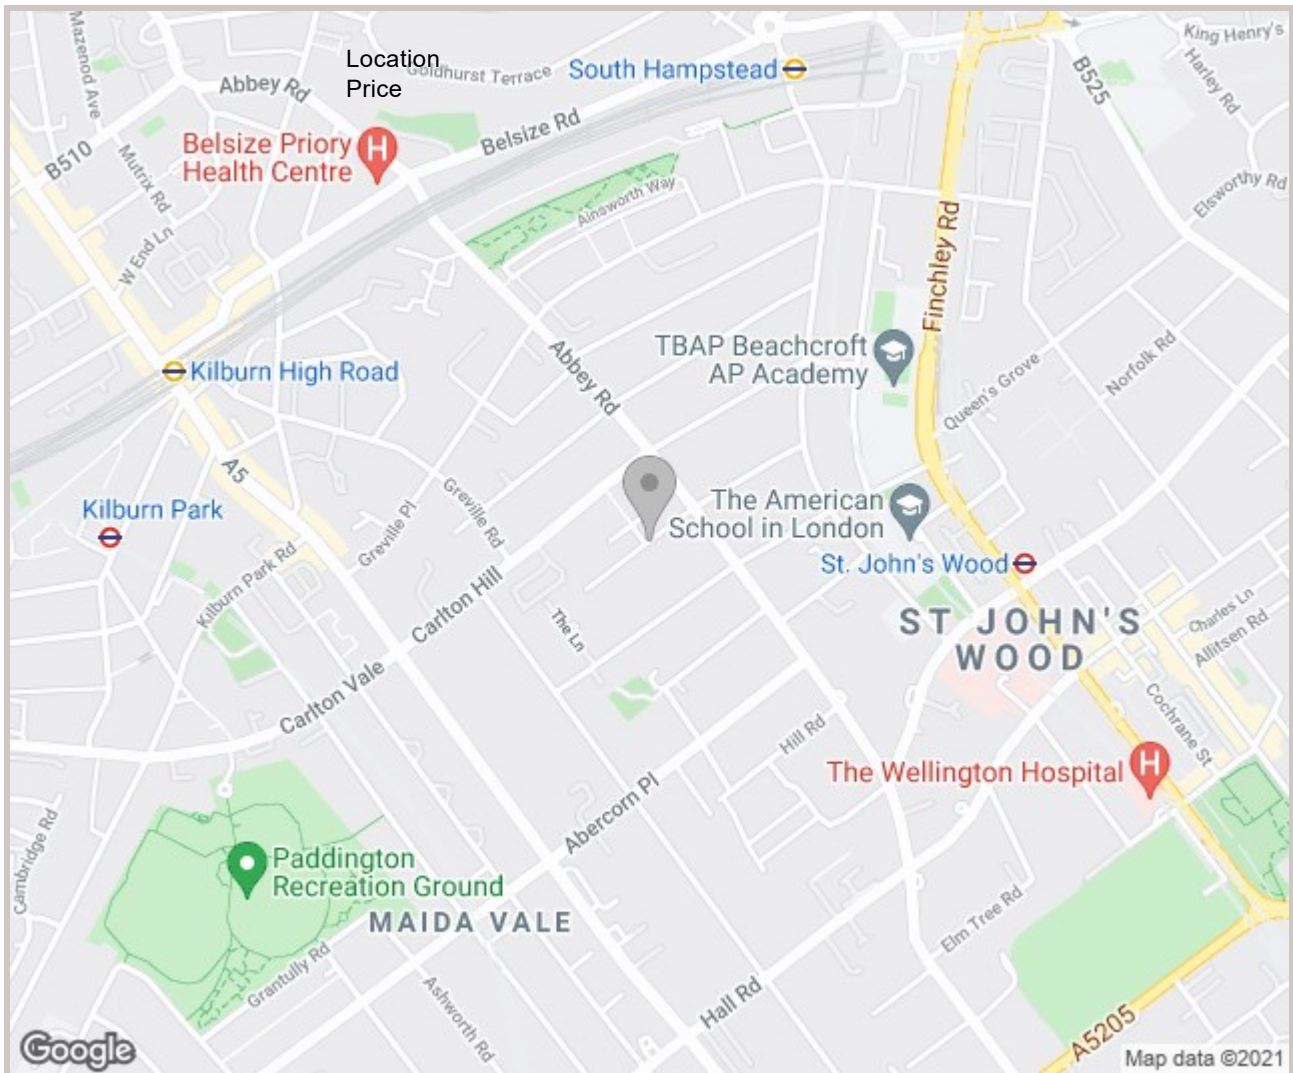 Mazenod Ave
Location
Price
Goldhurst Terrace
South Hampstead
King Henry's
Harley Rd
B525
Abbey Rd
Belsize Rd
Belsize Priory
Health Centre
B510
Mutrix Rd
W End Ln
Ainsworth Way
Elsworthy Rd
Finchley Rd
Kilburn High Road
Abbey Rd
TBAP Beachcroft
AP Academy
Queen's Grove
Norfolk Rd
A5
Kilburn Park
Greville Pl
Greville Rd
The American
School in London
Kilburn Park Rd
St. John's Wood
Carlton Hill
The Ln
ST JOHN'S
WOOD
Charles Ln
Allitsen Rd
Carlton Vale
Hill Rd
Cochrane St
The Wellington Hospital
Abercorn Pl
Cambridge Rd
Paddington
Recreation Ground
MAIDA VALE
Elm Tree Rd
Grantully Rd
Ashworth Rd
Hall Rd
A5205
Google
Map data ©2021